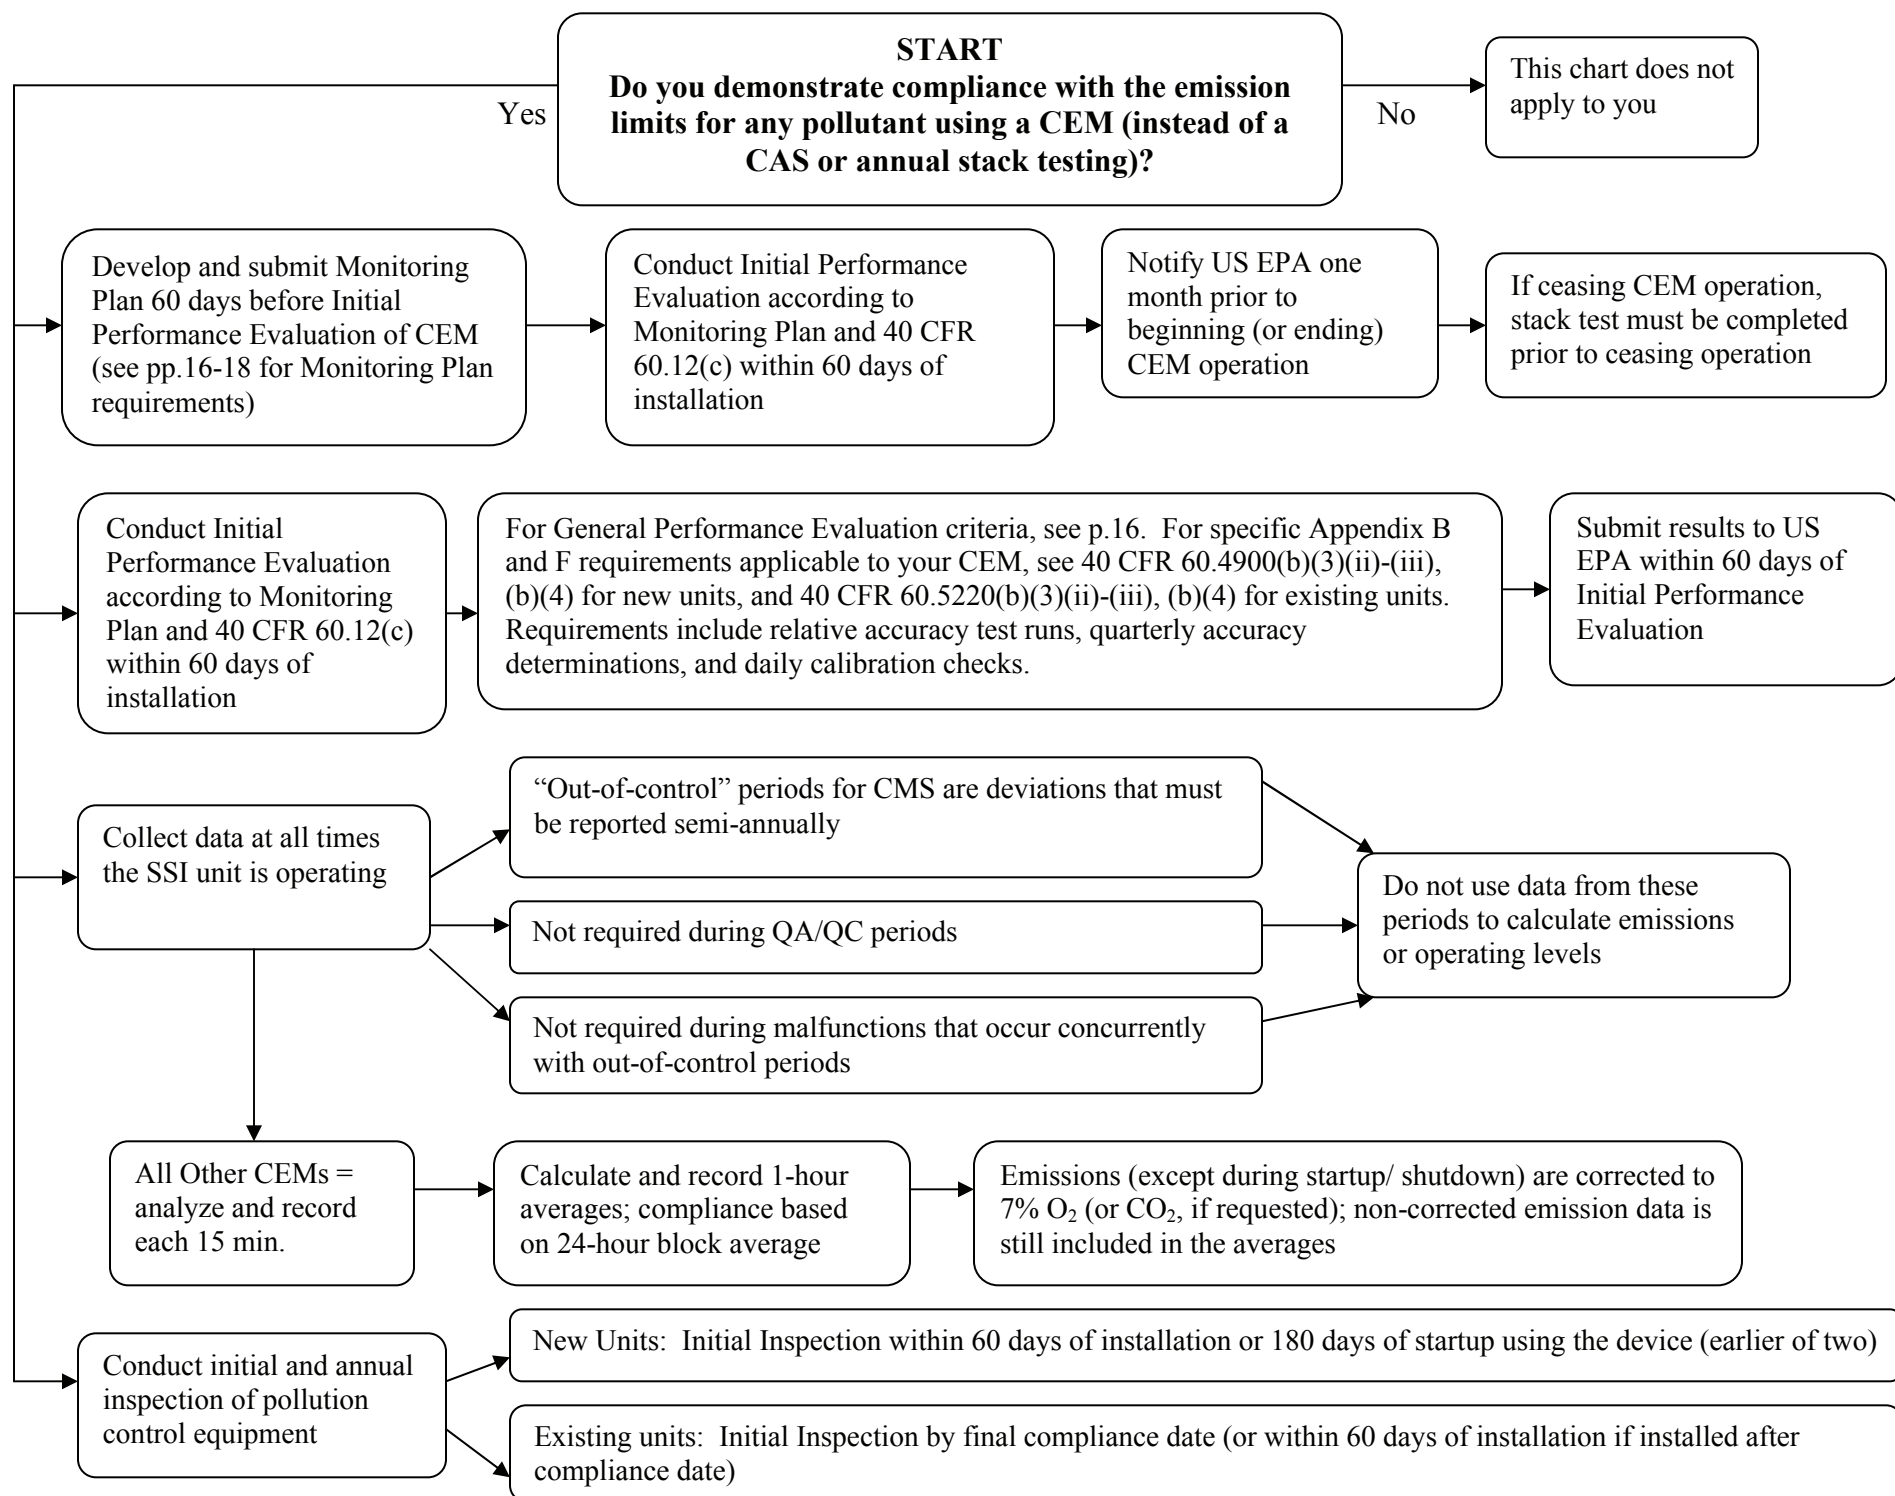 START
Do you demonstrate compliance with the emission
limits for any pollutant using a CEM (instead of a
CAS or annual stack testing)?
Yes
No
This chart does not
apply to you
Develop and submit Monitoring
Plan 60 days before Initial
Performance Evaluation of CEM
(see pp.16-18 for Monitoring Plan
requirements)
Conduct Initial Performance
Evaluation according to
Monitoring Plan and 40 CFR
60.12(c) within 60 days of
installation
Notify US EPA one
month prior to
beginning (or ending)
CEM operation
If ceasing CEM operation,
stack test must be completed
prior to ceasing operation
Conduct Initial
Performance Evaluation
according to Monitoring
Plan and 40 CFR 60.12(c)
within 60 days of
installation
For General Performance Evaluation criteria, see p.16.  For specific Appendix B
and F requirements applicable to your CEM, see 40 CFR 60.4900(b)(3)(ii)-(iii),
(b)(4) for new units, and 40 CFR 60.5220(b)(3)(ii)-(iii), (b)(4) for existing units.
Requirements include relative accuracy test runs, quarterly accuracy
determinations, and daily calibration checks.
Submit results to US
EPA within 60 days of
Initial Performance
Evaluation
Collect data at all times
the SSI unit is operating
“Out-of-control” periods for CMS are deviations that must
be reported semi-annually
Not required during QA/QC periods
Not required during malfunctions that occur concurrently
with out-of-control periods
Do not use data from these
periods to calculate emissions
or operating levels
All Other CEMs =
analyze and record
each 15 min.
Calculate and record 1-hour
averages; compliance based
on 24-hour block average
Emissions (except during startup/ shutdown) are corrected to
7% O₂ (or CO₂, if requested); non-corrected emission data is
still included in the averages
Conduct initial and annual
inspection of pollution
control equipment
New Units:  Initial Inspection within 60 days of installation or 180 days of startup using the device (earlier of two)
Existing units:  Initial Inspection by final compliance date (or within 60 days of installation if installed after
compliance date)